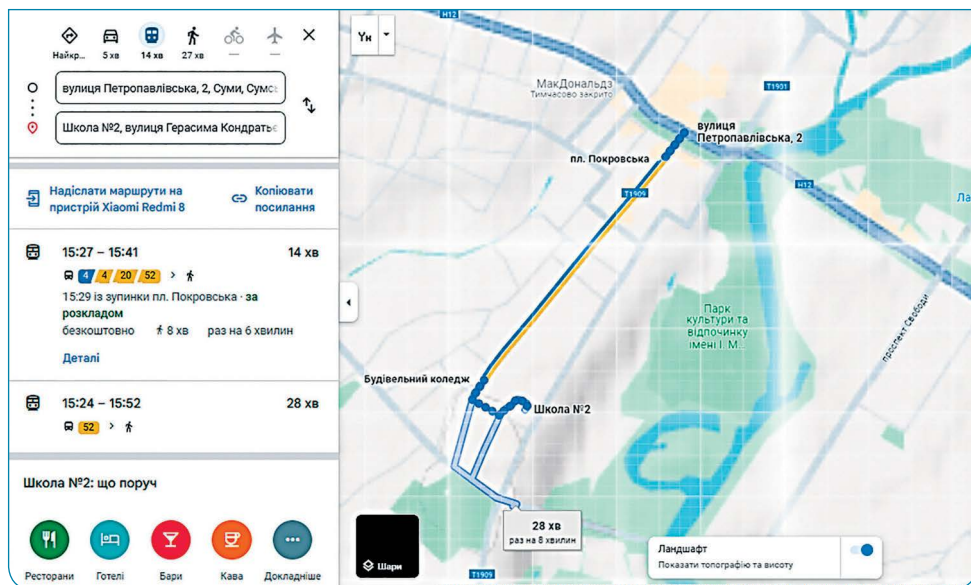 Найкр...
5 хв
14 хв
27 хв
—
—
вулиця Петропавлівська, 2, Суми, Сумсь
Школа №2, вулиця Герасима Кондратьє
Надіслати маршрути на
пристрій Xiaomi Redmi 8
Копіювати
посилання
15:27 – 15:41
14 хв
4 / 4 / 20 / 52 >
15:29 із зупинки пл. Покровська · за
розкладом
безкоштовно
8 хв
раз на 6 хвилин
Деталі
15:24 – 15:52
28 хв
52 >
Школа №2: що поруч
Ресторани
Готелі
Бари
Кава
Докладніше
Ун
H12
МакДональдз
Тимчасово закрито
T1901
вулиця
Петропавлівська, 2
пл. Покровська
T1909
H12
Ла
Парк
культури та
відпочинку
імені І. М...
проспект Свободи
Будівельний коледж
Школа №2
28 хв
раз на 8 хвилин
Шари
T1909
Ландшафт
Показати топографію та висоту